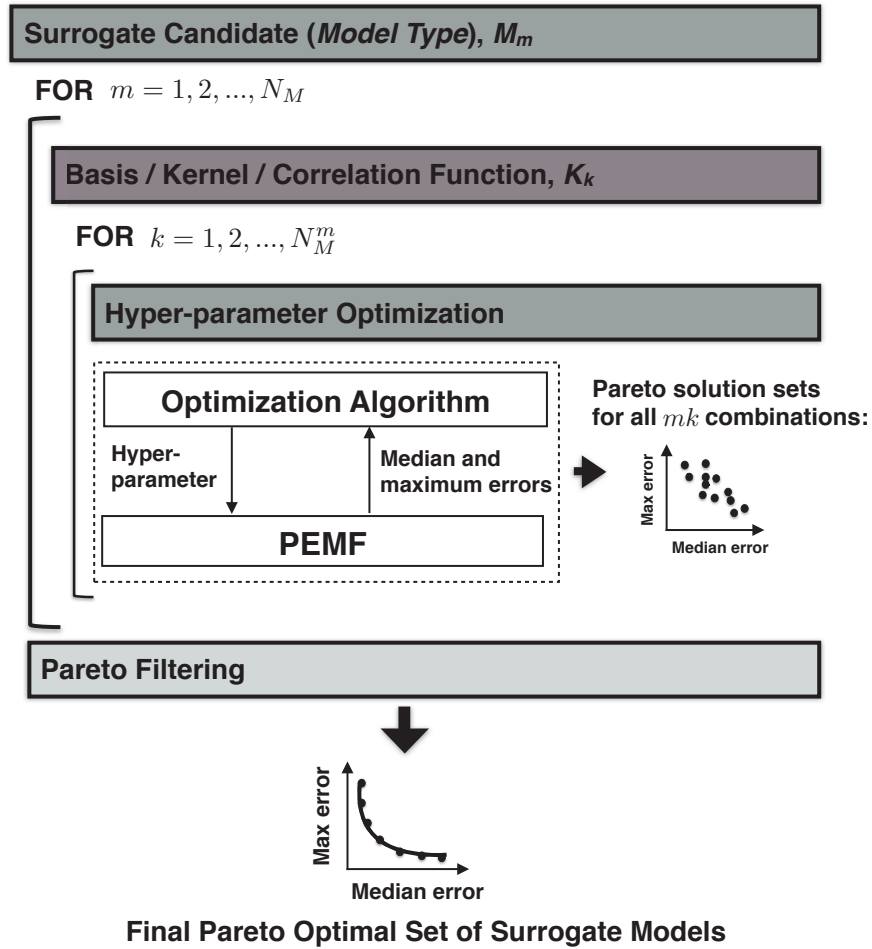 Surrogate Candidate (Model Type), Mm
FOR m = 1, 2, ..., N_M
Basis / Kernel / Correlation Function, Kk
FOR k = 1, 2, ..., N_M^m
Hyper-parameter Optimization
Optimization Algorithm
Hyper-
parameter
Median and
maximum errors
PEMF
Pareto solution sets
for all mk combinations:
Max error
Median error
Pareto Filtering
Max error
Median error
Final Pareto Optimal Set of Surrogate Models